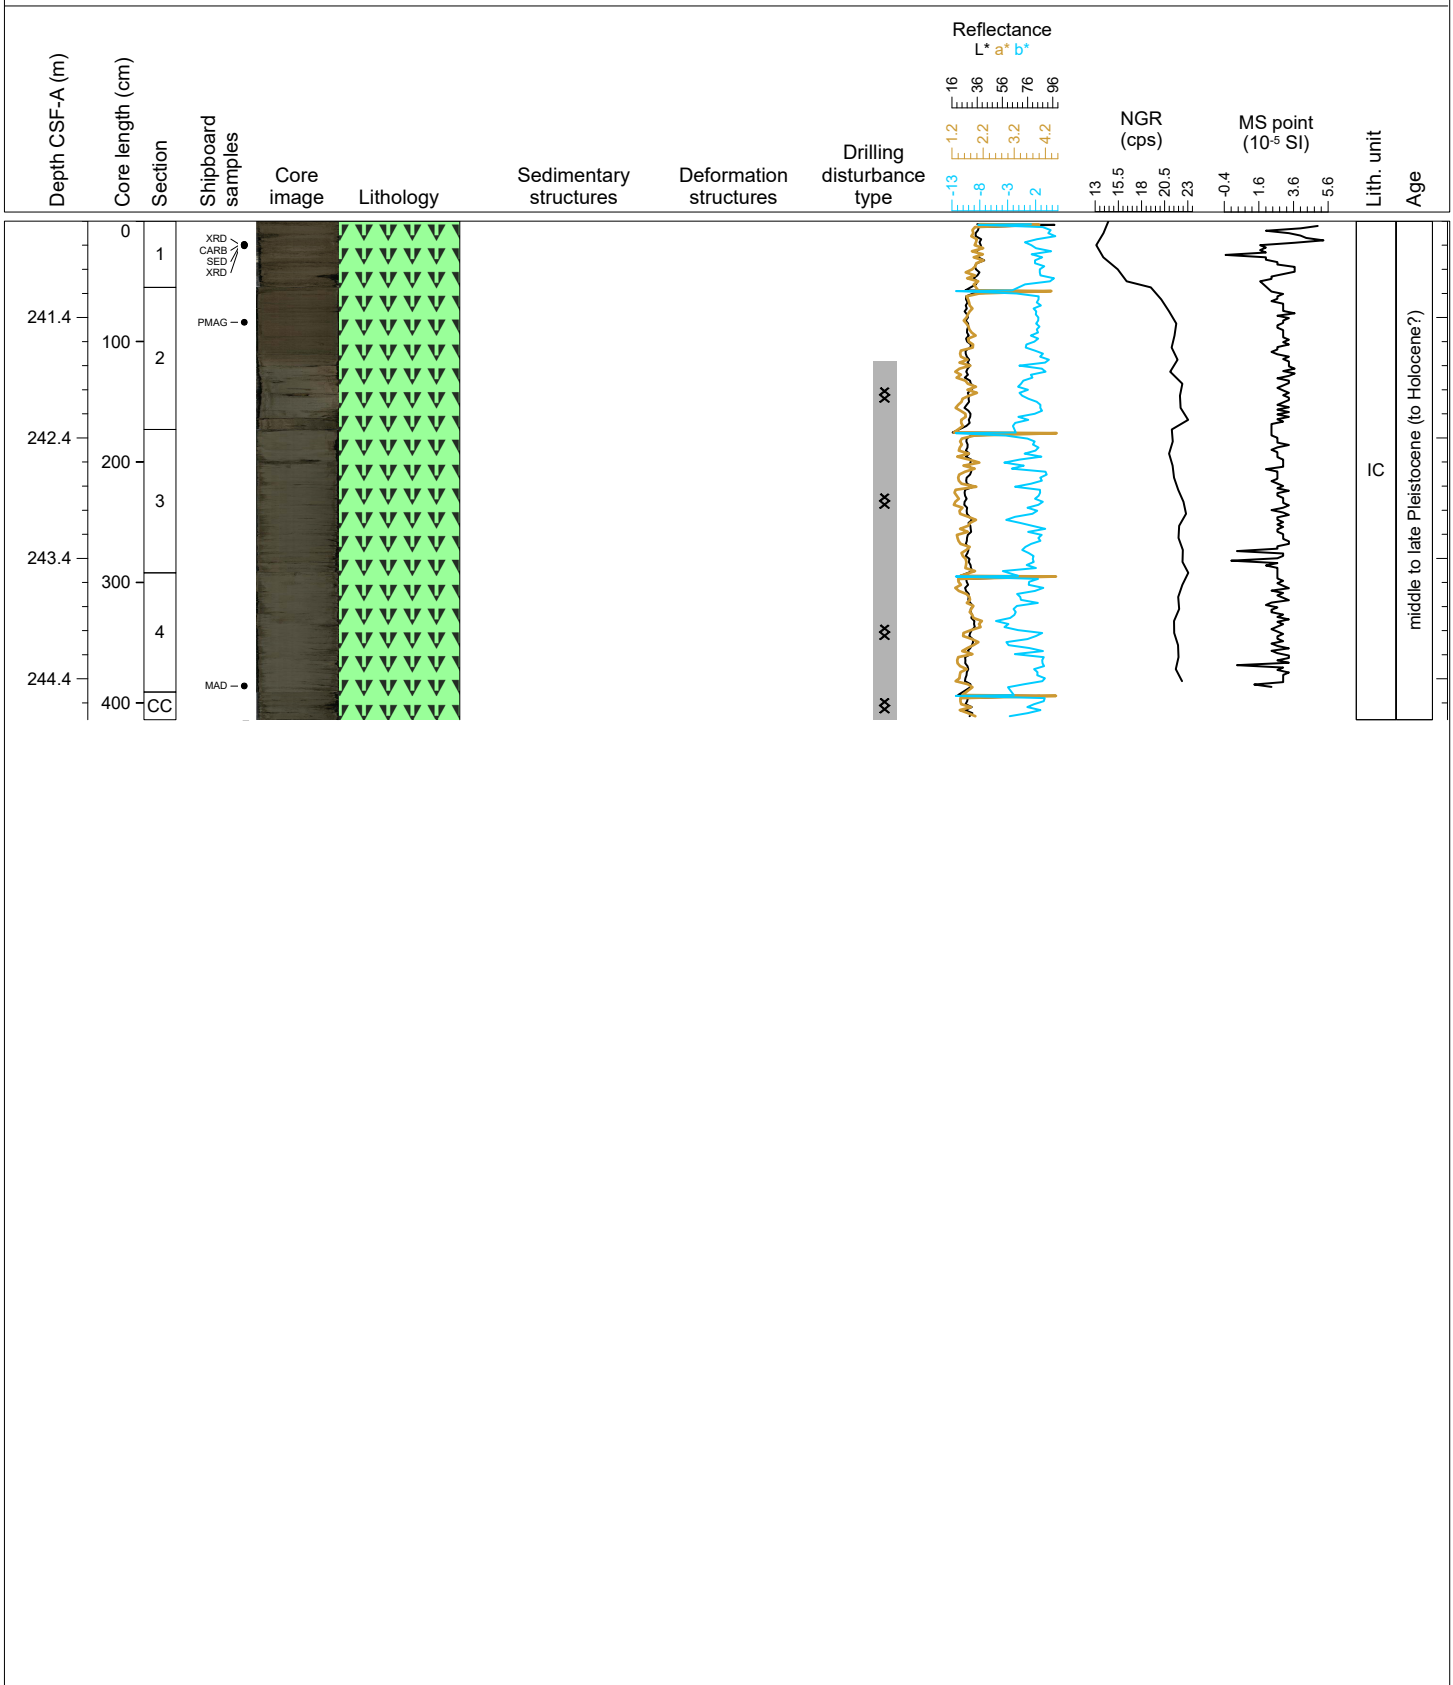 Depth CSF-A (m)
Core length (cm)
Section
Shipboard
samples
Core
image
Lithology
Sedimentary
structures
Deformation
structures
Drilling
disturbance
type
Reflectance
L* a* b*
16 36 56 76 96
1.2 2.2 3.2 4.2
-13 -8 -3 2
NGR
(cps)
13 15.5 18 20.5 23
MS point
(10-5 SI)
-0.4 1.6 3.6 5.6
Lith. unit
Age
0
1
XRD
CARB
SED
XRD
241.4
PMAG
100
2
242.4
200
3
IC
middle to late Pleistocene (to Holocene?)
243.4
300
4
244.4
MAD
400
CC